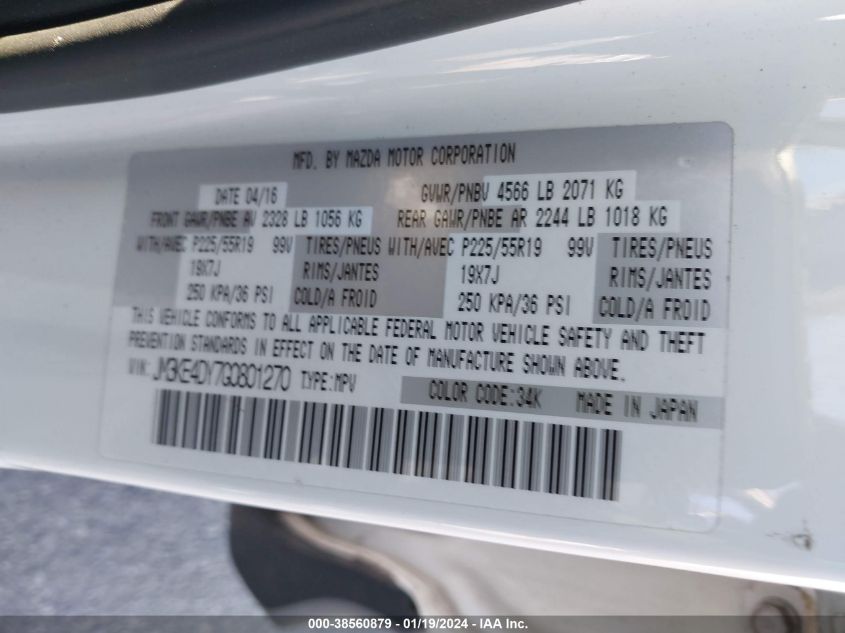 MFD. BY MAZDA MOTOR CORPORATION
DATE 04/16 GVWR/PNBV 4566 LB 2071 KG
FRONT GAWR/PNBE AV 2328 LB 1056 KG REAR GAWR/PNBE AR 2244 LB 1018 KG
WITH/AVEC P225/55R19 99V TIRES/PNEUS WITH/AVEC P225/55R19 99V TIRES/PNEUS
19X7J RIMS/JANTES 19X7J RIMS/JANTES
250 KPA/36 PSI COLD/A FROID 250 KPA/36 PSI COLD/A FROID
THIS VEHICLE CONFORMS TO ALL APPLICABLE FEDERAL MOTOR VEHICLE SAFETY AND THEFT
PREVENTION STANDARDS IN EFFECT ON THE DATE OF MANUFACTURE SHOWN ABOVE.
VIN: JM3KE4DY7G0801270 TYPE:MPV COLOR CODE:34K MADE IN JAPAN
000-38560879 - 01/19/2024 - IAA, Inc.